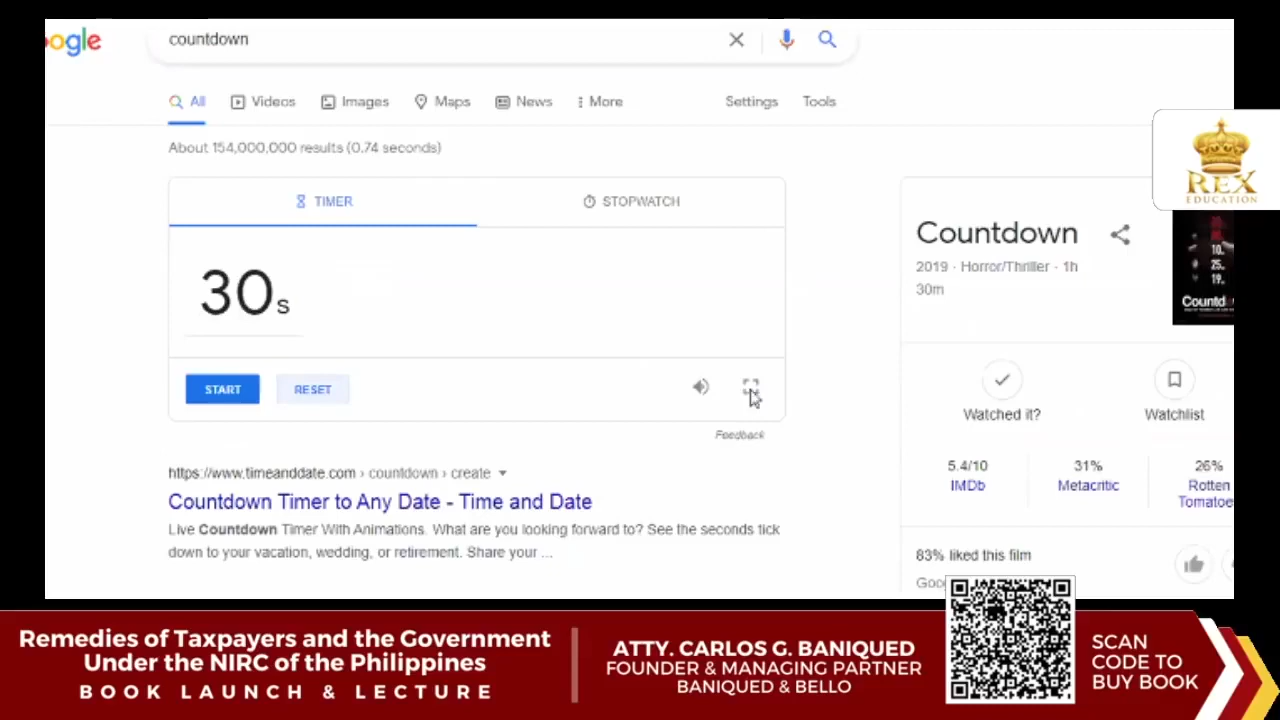 ogle
countdown
All
Videos
Images
Maps
News
More
Settings
Tools
About 154,000,000 results (0.74 seconds)
TIMER
STOPWATCH
30s
START
RESET
Feedback
https://www.timeanddate.com › countdown › create
Countdown Timer to Any Date - Time and Date
Live Countdown Timer With Animations. What are you looking forward to? See the seconds tick
down to your vacation, wedding, or retirement. Share your ...
REX
EDUCATION
Countdown
2019 · Horror/Thriller · 1h
30m
10.
25.
19.
Countd
Watched it?
Watchlist
5.4/10
IMDb
31%
Metacritic
26%
Rotten
Tomatoe
83% liked this film
Goo
Remedies of Taxpayers and the Government
Under the NIRC of the Philippines
BOOK LAUNCH & LECTURE
ATTY. CARLOS G. BANIQUED
FOUNDER & MANAGING PARTNER
BANIQUED & BELLO
SCAN
CODE TO
BUY BOOK